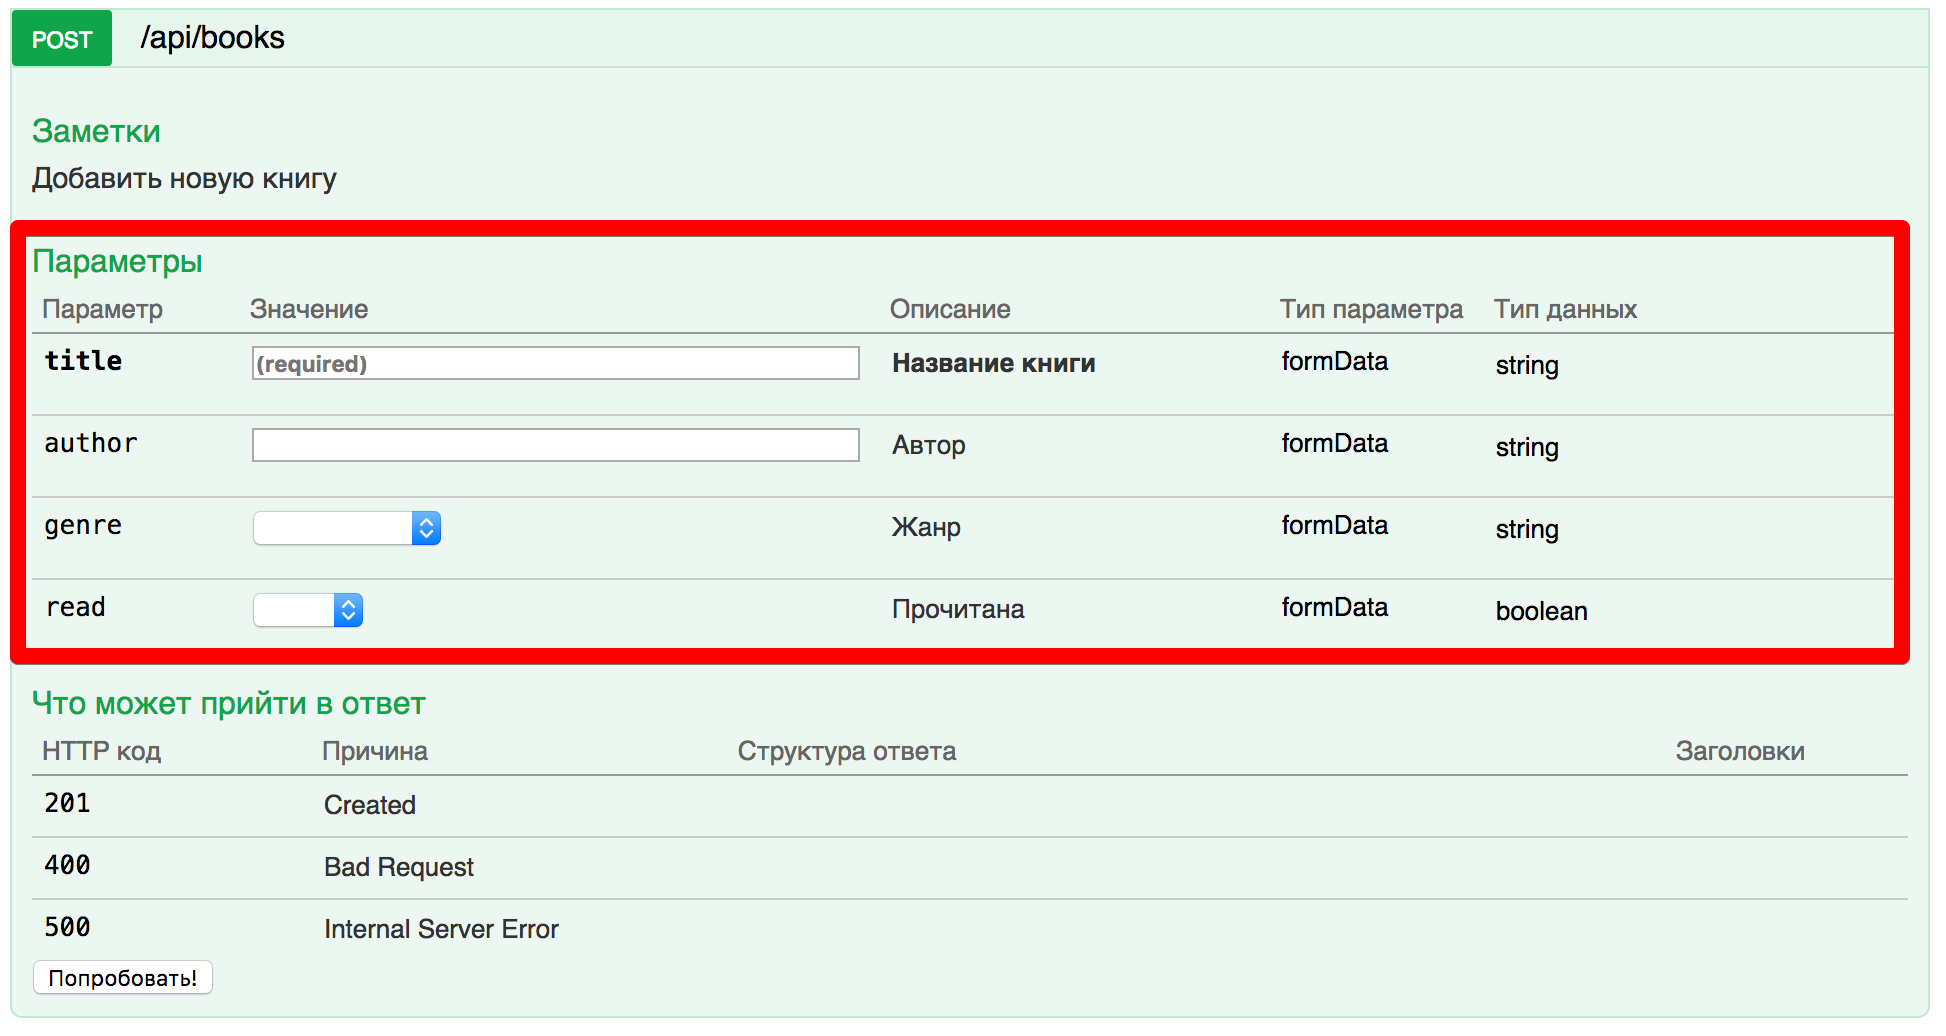 POST /api/books
Заметки
Добавить новую книгу
Параметры
Параметр Значение Описание Тип параметра Тип данных
title (required) Название книги formData string
author Автор formData string
genre Жанр formData string
read Прочитана formData boolean
Что может прийти в ответ
HTTP код Причина Структура ответа Заголовки
201 Created
400 Bad Request
500 Internal Server Error
Попробовать!